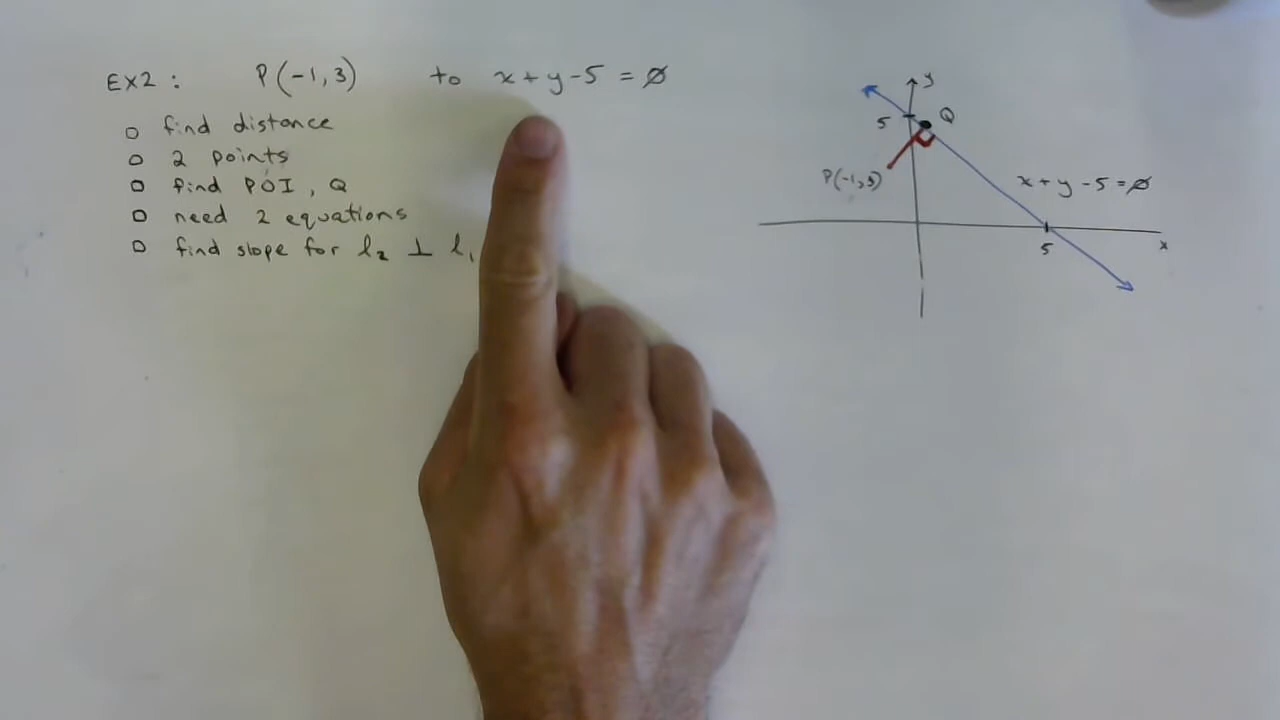 EX2: P(-1,3) to x+y-5=∅
○ find distance
○ 2 points
○ find POI, Q
○ need 2 equations
○ find slope for l₂ ⊥ l₁
y
5
Q
P(-1,3)
x+y-5=∅
5
x